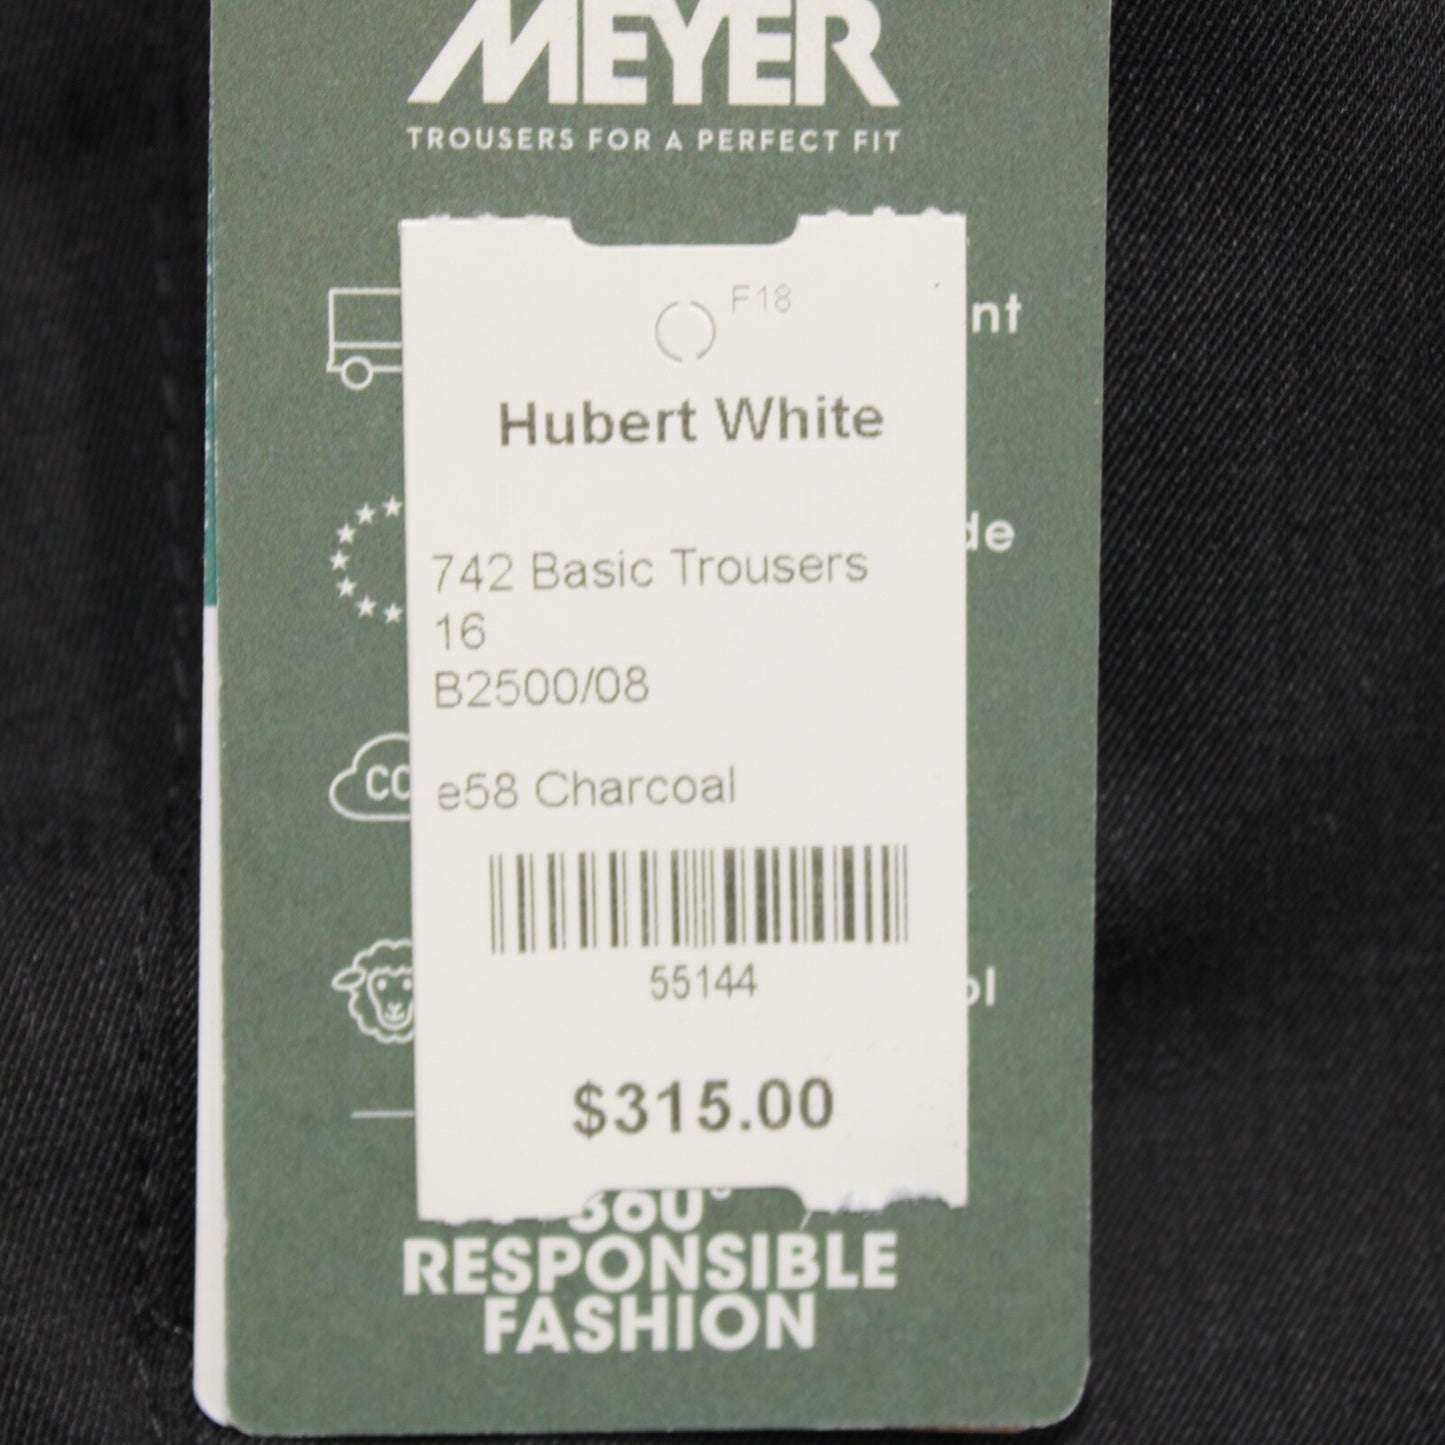 MEYER
TROUSERS FOR A PERFECT FIT
F18
Hubert White
742 Basic Trousers
16
B2500/08
e58 Charcoal
55144
$315.00
360°
RESPONSIBLE
FASHION